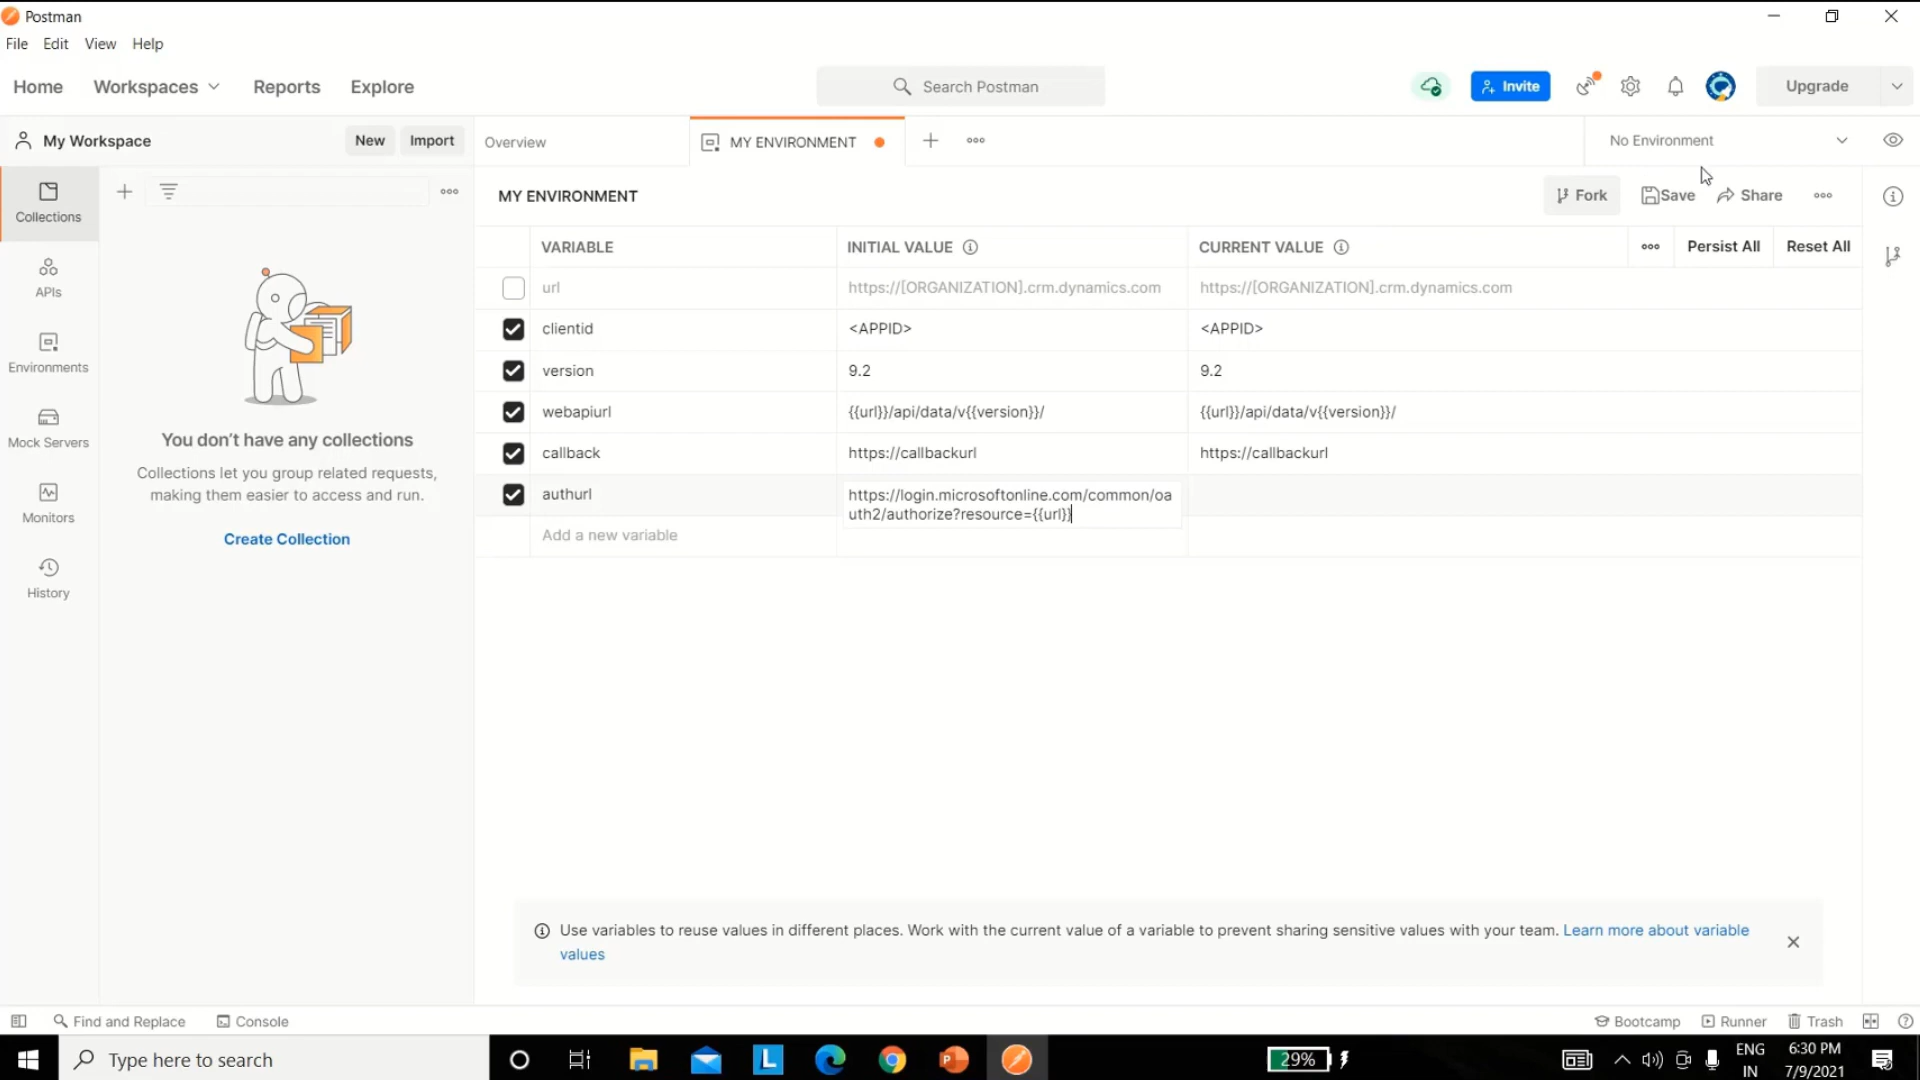 Postman
File Edit View Help
Home Workspaces Reports Explore
Search Postman
Invite
Upgrade
My Workspace
New Import
Overview
MY ENVIRONMENT
No Environment
MY ENVIRONMENT
Fork Save Share
Collections
APIs
Environments
Mock Servers
Monitors
History
You don't have any collections
Collections let you group related requests,
making them easier to access and run.
Create Collection
VARIABLE INITIAL VALUE CURRENT VALUE Persist All Reset All
url https://[ORGANIZATION].crm.dynamics.com https://[ORGANIZATION].crm.dynamics.com
clientid <APPID> <APPID>
version 9.2 9.2
webapiurl {{url}}/api/data/v{{version}}/ {{url}}/api/data/v{{version}}/
callback https://callbackurl https://callbackurl
authurl https://login.microsoftonline.com/common/oa
uth2/authorize?resource={{url}}
Add a new variable
Use variables to reuse values in different places. Work with the current value of a variable to prevent sharing sensitive values with your team. Learn more about variable
values
Find and Replace Console
Bootcamp Runner Trash
Type here to search
L
29%
ENG
IN
6:30 PM
7/9/2021